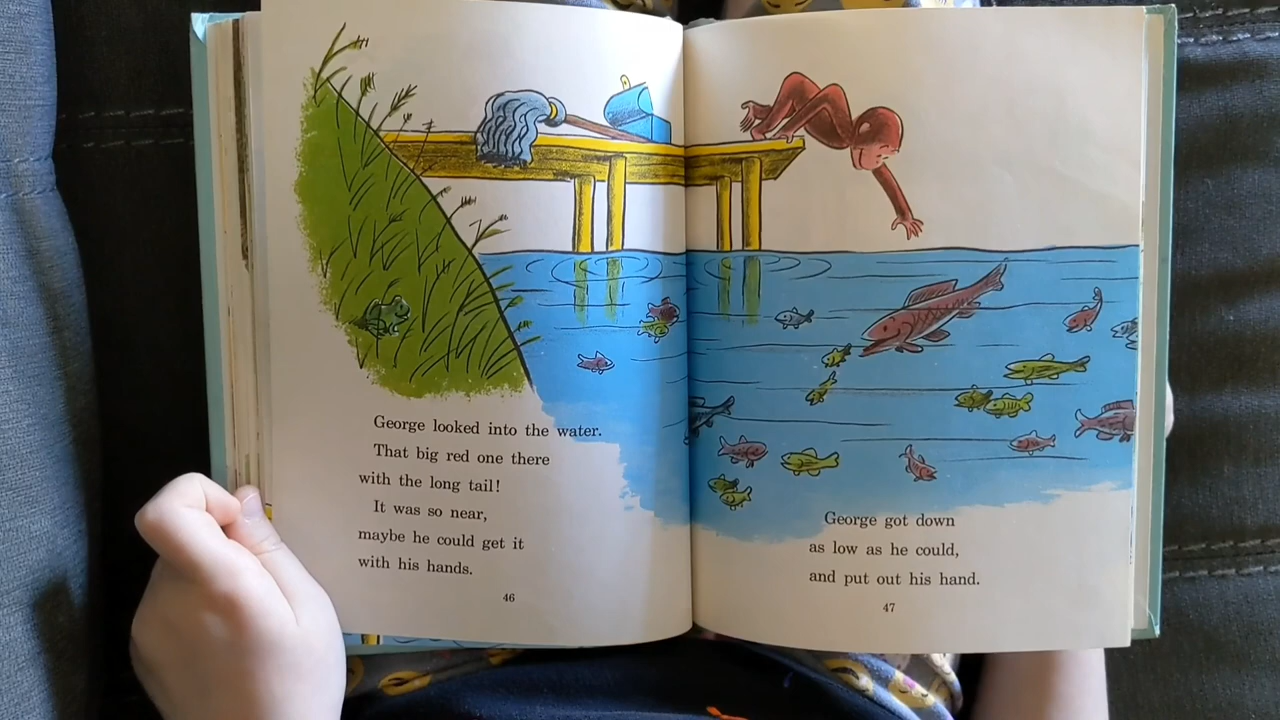 George looked into the water.
That big red one there
with the long tail!
It was so near,
maybe he could get it
with his hands.
46
George got down
as low as he could,
and put out his hand.
47